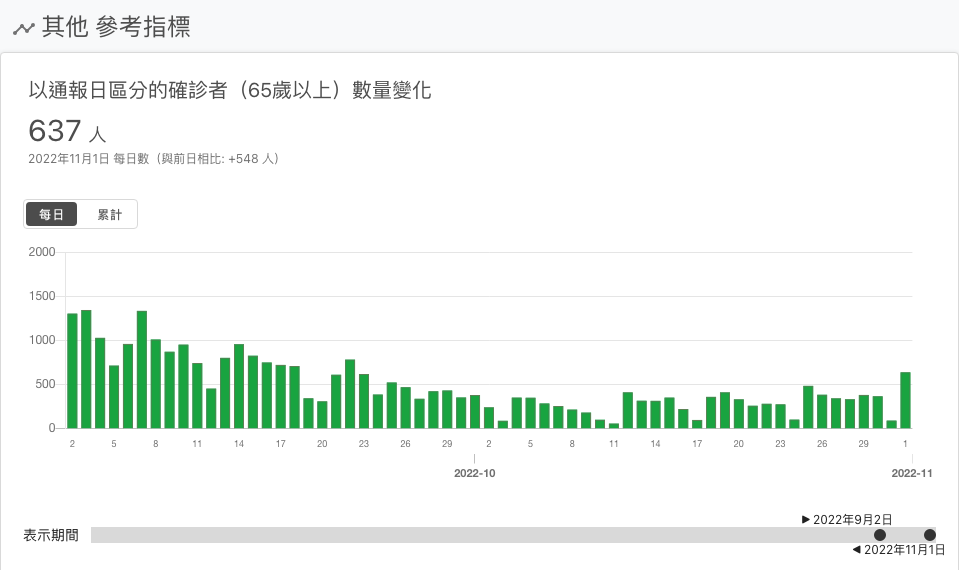 其他 參考指標
以通報日區分的確診者（65歲以上）數量變化
637 人
2022年11月1日 每日數（與前日相比: +548 人）
每日 累計
2000
1500
1000
500
0
2 5 8 11 14 17 20 23 26 29 2 5 8 11 14 17 20 23 26 29 1
2022-10 2022-11
▶ 2022年9月2日
表示期間
◀ 2022年11月1日